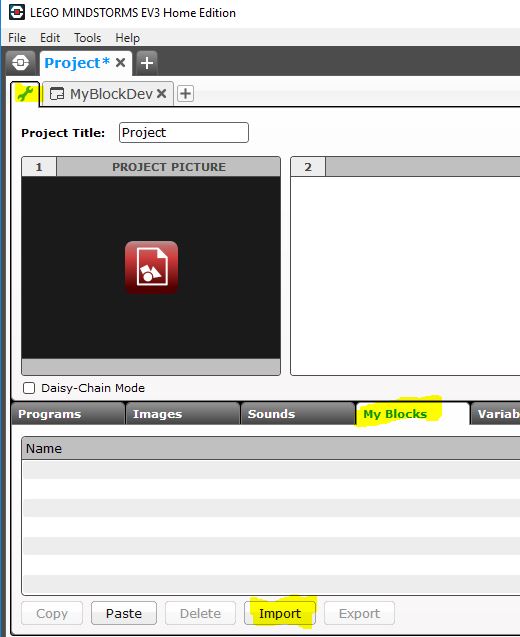 LEGO MINDSTORMS EV3 Home Edition
File Edit Tools Help
Project*
MyBlockDev
Project Title: Project
1 PROJECT PICTURE 2
Daisy-Chain Mode
Programs Images Sounds My Blocks Variab
Name
Copy Paste Delete Import Export